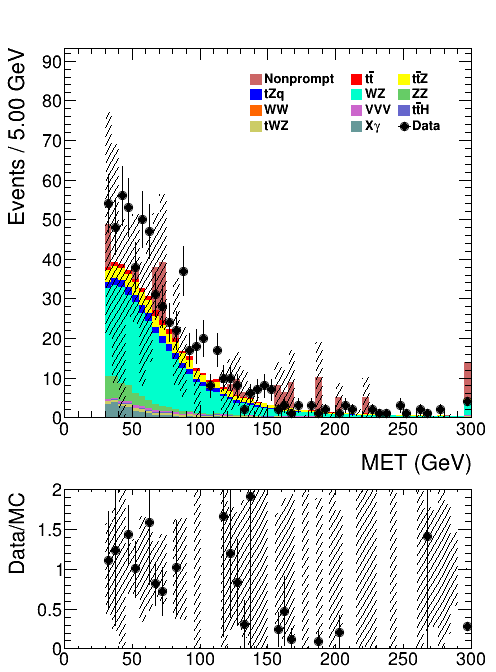 Events / 5.00 GeV
90
80
70
60
50
40
30
20
10
0
Nonprompt tt̄ tt̄Z
tZq WZ ZZ
WW VVV tt̄H
tWZ Xγ Data
0 50 100 150 200 250 300
MET (GeV)
Data/MC
2
1.5
1
0.5
0
0 50 100 150 200 250 300